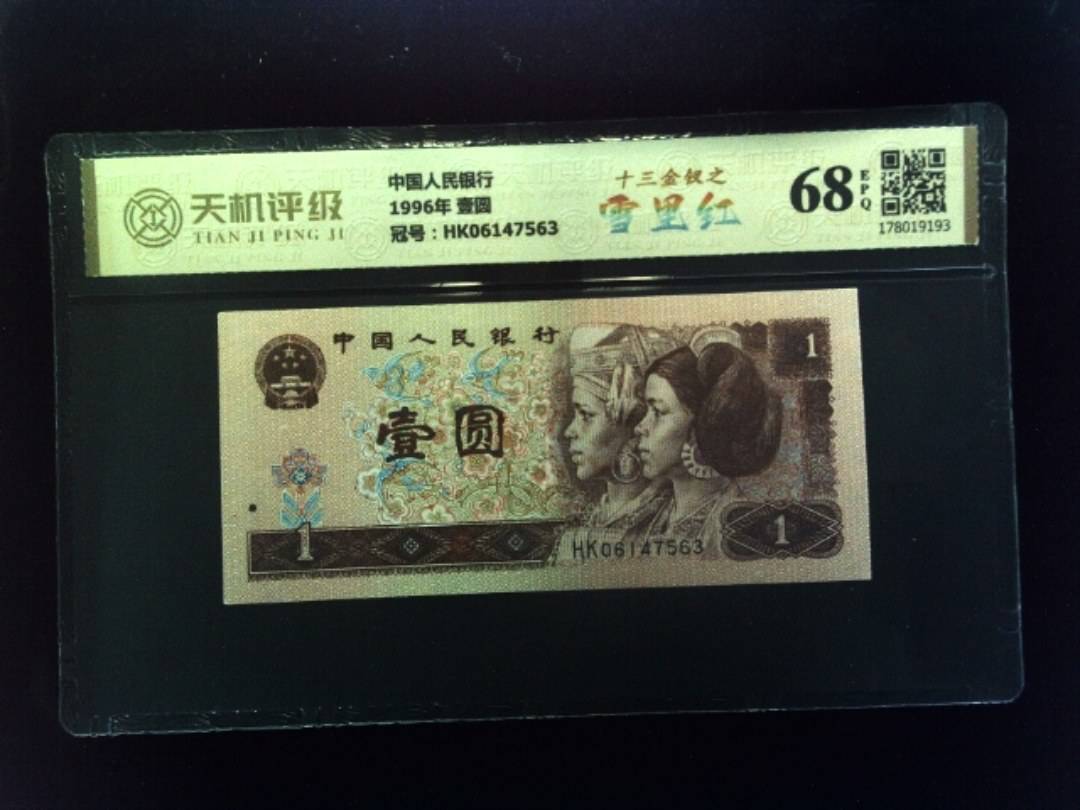 天机评级
TIAN JI PING JI
中国人民银行
1996年 壹圆
冠号：HK06147563
十三金钗之
雪里红
68
EPQ
178019193
中国人民银行
1
壹圆
1
HK06147563
1